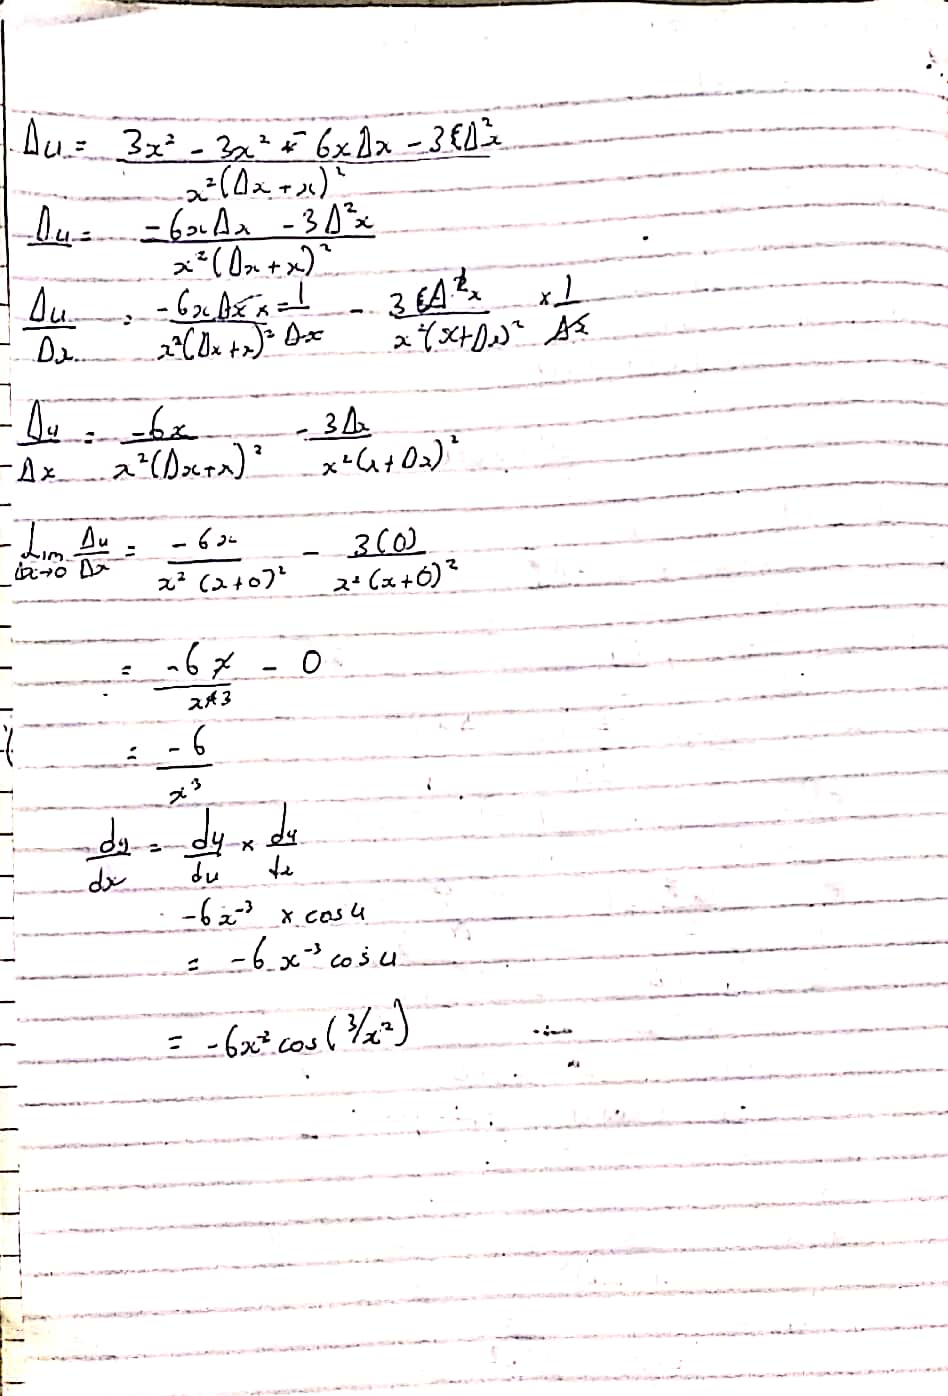 Δu = (3x² - 3x² - 6xΔx - 3Δ²x)/(x²(Δx + x)²)
Δu = (-6xΔx - 3Δ²x)/(x²(Δx + x)²)
Δu/Δx = (-6xΔx)/(x²(Δx + x)²) × 1/Δx - (3Δ²x)/(x²(x + Δx)²) × 1/Δx
Δu/Δx = (-6x)/(x²(Δx + x)²) - (3Δx)/(x²(x + Δx)²)
Lim Δx→0 Δu/Δx = (-6x)/(x²(x + 0)²) - 3(0)/(x²(x + 0)²)
= (-6x)/(x^4 3) - 0
= -6/x³
dy/dx = dy/du × du/dx
-6x⁻³ × cos u
= -6x⁻³ cos u
= -6x³ cos(3/x²)